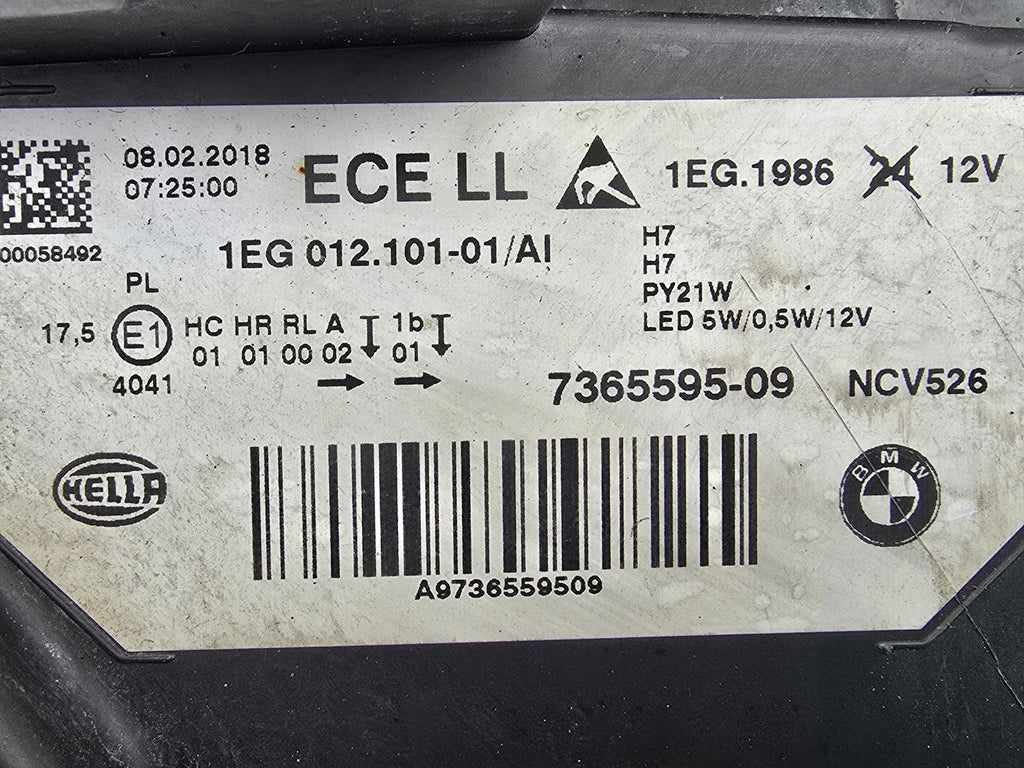 08.02.2018
07:25:00
ECE LL
1EG.1986 24 12V
00058492
1EG 012.101-01/AI
H7
H7
PY21W
LED 5W/0,5W/12V
PL
17,5 E1 HC HR RL A 1b
01 01 00 02 01
4041
7365595-09 NCV526
HELLA
BMW
A9736559509